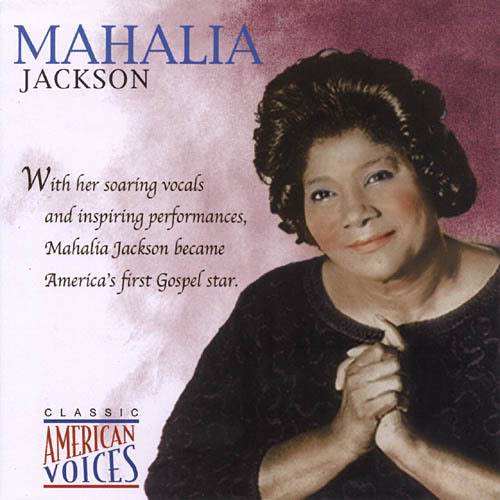 MAHALIA
JACKSON
With her soaring vocals
and inspiring performances,
Mahalia Jackson became
America's first Gospel star.
CLASSIC
AMERICAN
VOICES